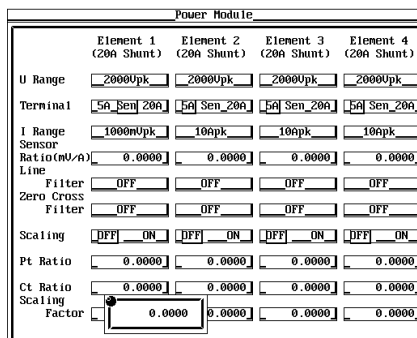 Power Module
Element 1 Element 2 Element 3 Element 4
(20A Shunt) (20A Shunt) (20A Shunt) (20A Shunt)
U Range 2000Vpk 2000Vpk 2000Vpk 2000Vpk
Terminal 5A Sen 20A 5A Sen 20A 5A Sen 20A 5A Sen 20A
I Range 1000mVpk 10Apk 10Apk 10Apk
Sensor
Ratio(mV/A) 0.0000 0.0000 0.0000 0.0000
Line
Filter OFF OFF OFF OFF
Zero Cross
Filter OFF OFF OFF OFF
Scaling OFF ON OFF ON OFF ON OFF ON
Pt Ratio 0.0000 0.0000 0.0000 0.0000
Ct Ratio 0.0000 0.0000 0.0000 0.0000
Scaling
Factor 0.0000 0.0000 0.0000 0.0000